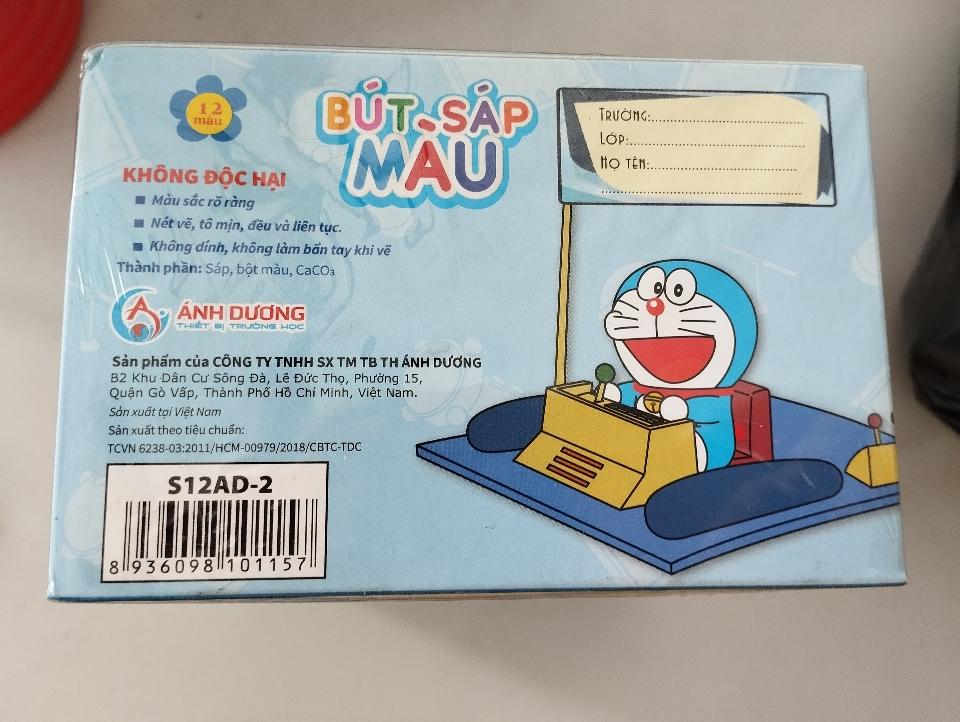 12
màu
BÚT SÁP
MÀU
TRƯỜNG:
LỚP:
HỌ TÊN:
KHÔNG ĐỘC HẠI
Màu sắc rõ ràng
Nét vẽ, tô mịn, đều và liên tục.
Không dính, không làm bẩn tay khi vẽ
Thành phần: Sáp, bột màu, CaCO₃
ÁNH DƯƠNG
THIẾT BỊ TRƯỜNG HỌC
Sản phẩm của CÔNG TY TNHH SX TM TB TH ÁNH DƯƠNG
B2 Khu Dân Cư Sông Đà, Lê Đức Thọ, Phường 15,
Quận Gò Vấp, Thành Phố Hồ Chí Minh, Việt Nam.
Sản xuất tại Việt Nam
Sản xuất theo tiêu chuẩn:
TCVN 6238-03:2011/HCM-00979/2018/CBTC-TDC
S12AD-2
8 936098 101157